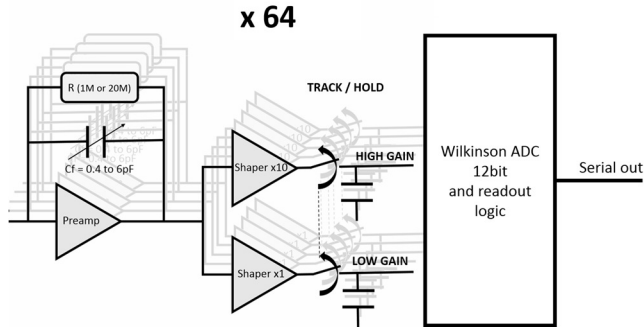 x 64
R (1M or 20M)
TRACK / HOLD
Cf = 0.4 to 6pF
Preamp
Shaper x10
HIGH GAIN
Shaper x1
LOW GAIN
Wilkinson ADC
12bit
and readout
logic
Serial out